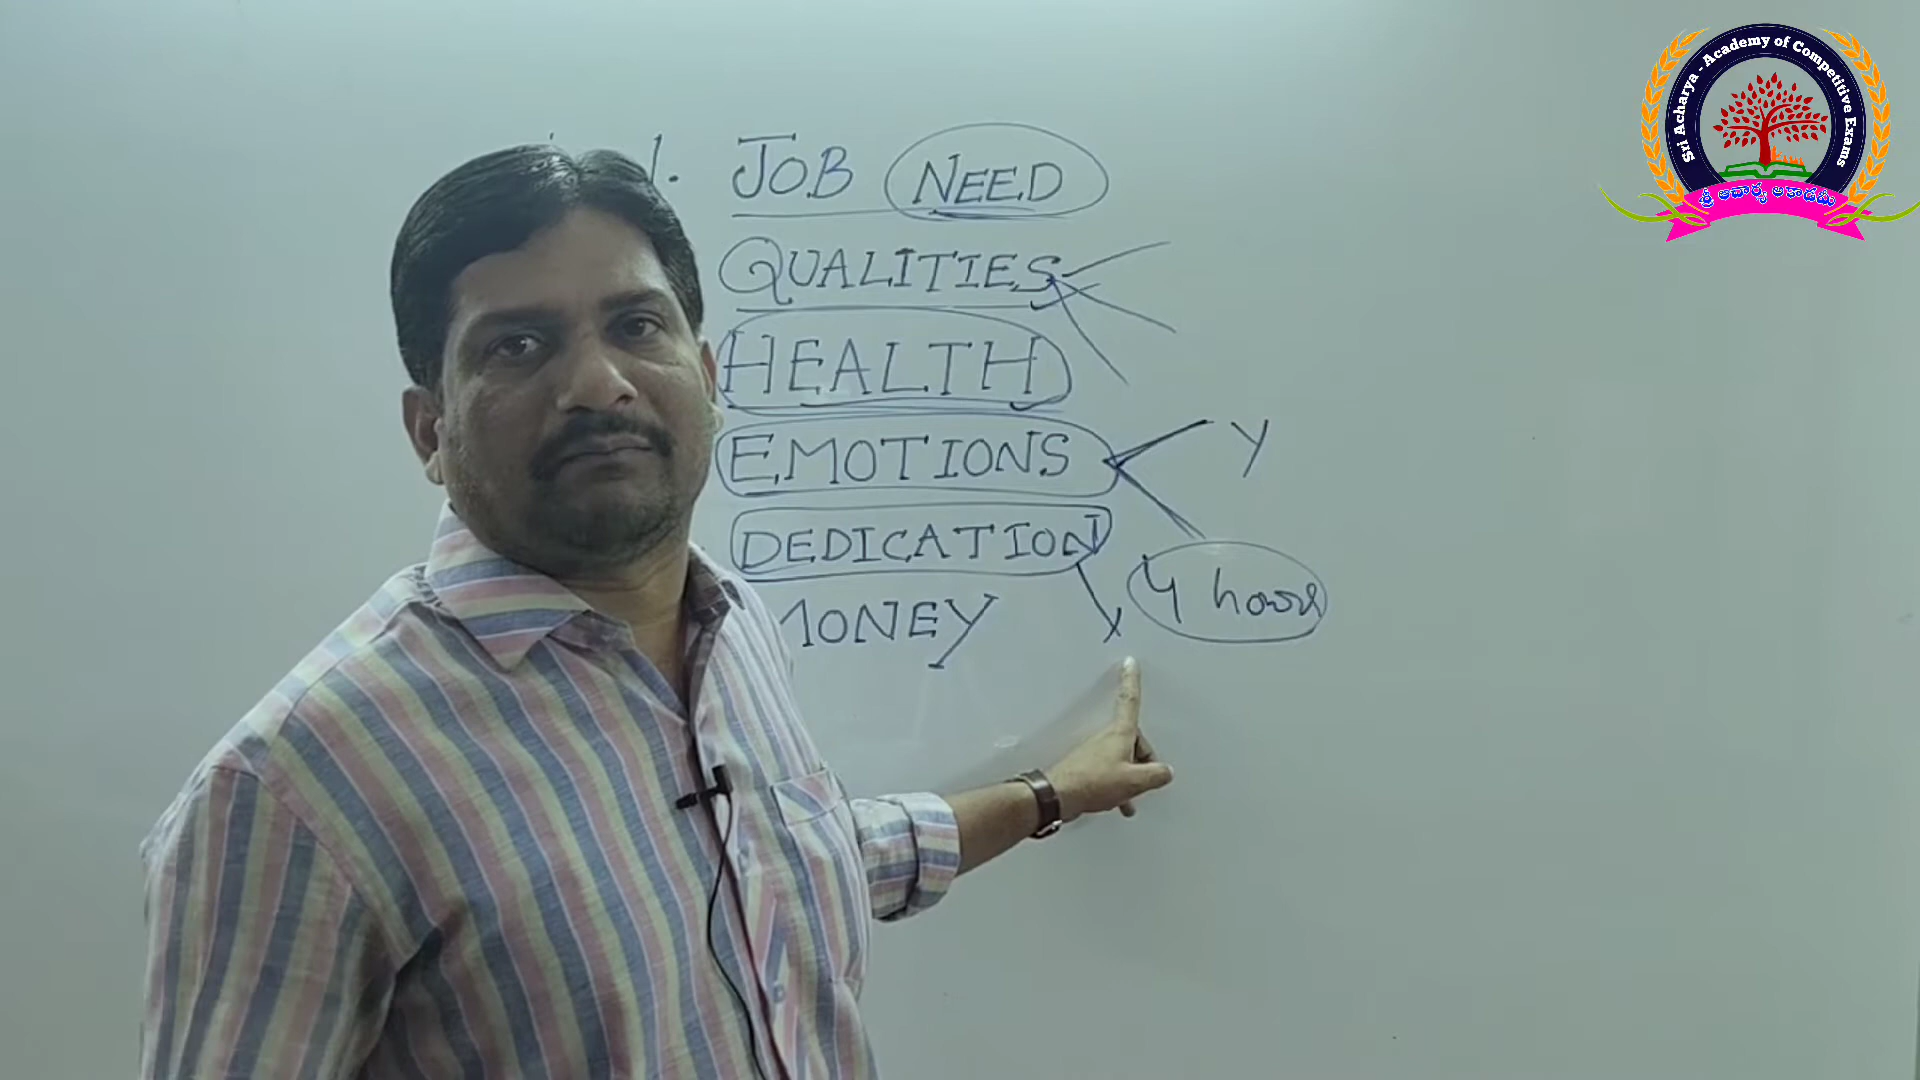 1. JOB NEED
QUALITIES
HEALTH
EMOTIONS
Y
DEDICATION
4 hours
MONEY
Sri Acharya - Academy of Competitive Exams
శ్రీ ఆచార్య అకాడమీ